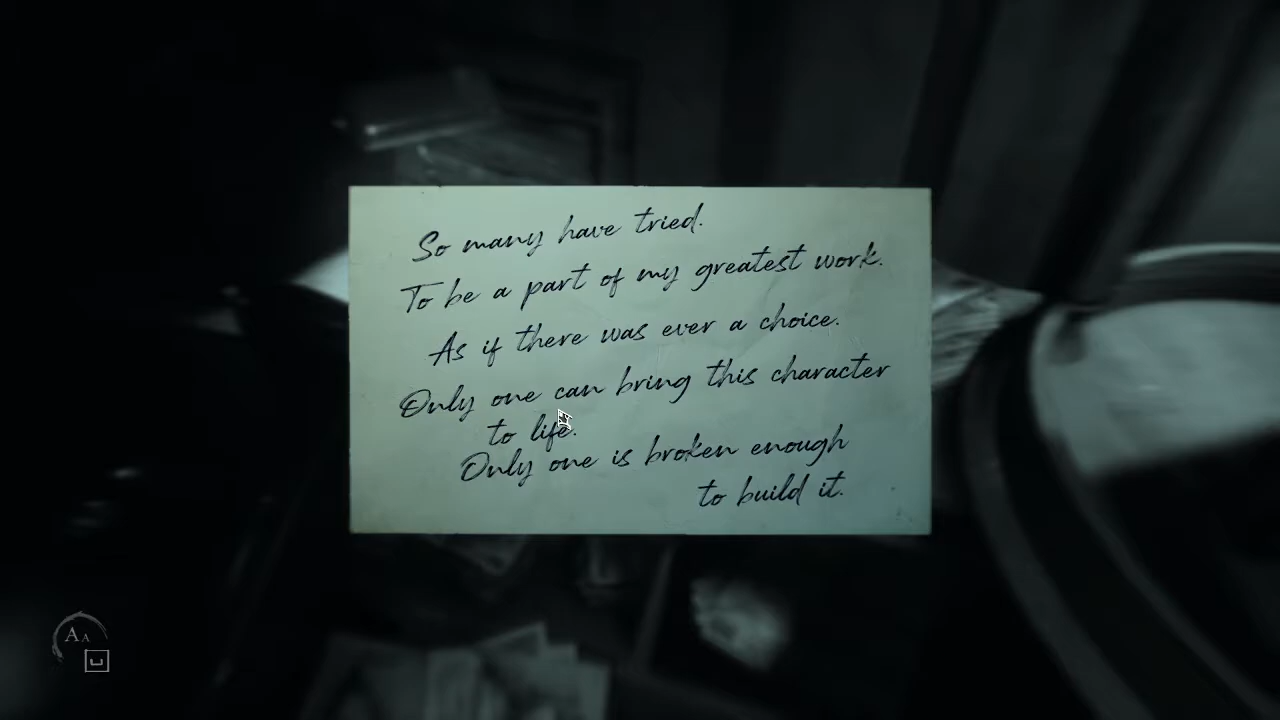 So many have tried.
To be a part of my greatest work.
As if there was ever a choice.
Only one can bring this character
to life.
Only one is broken enough
to build it.
AA